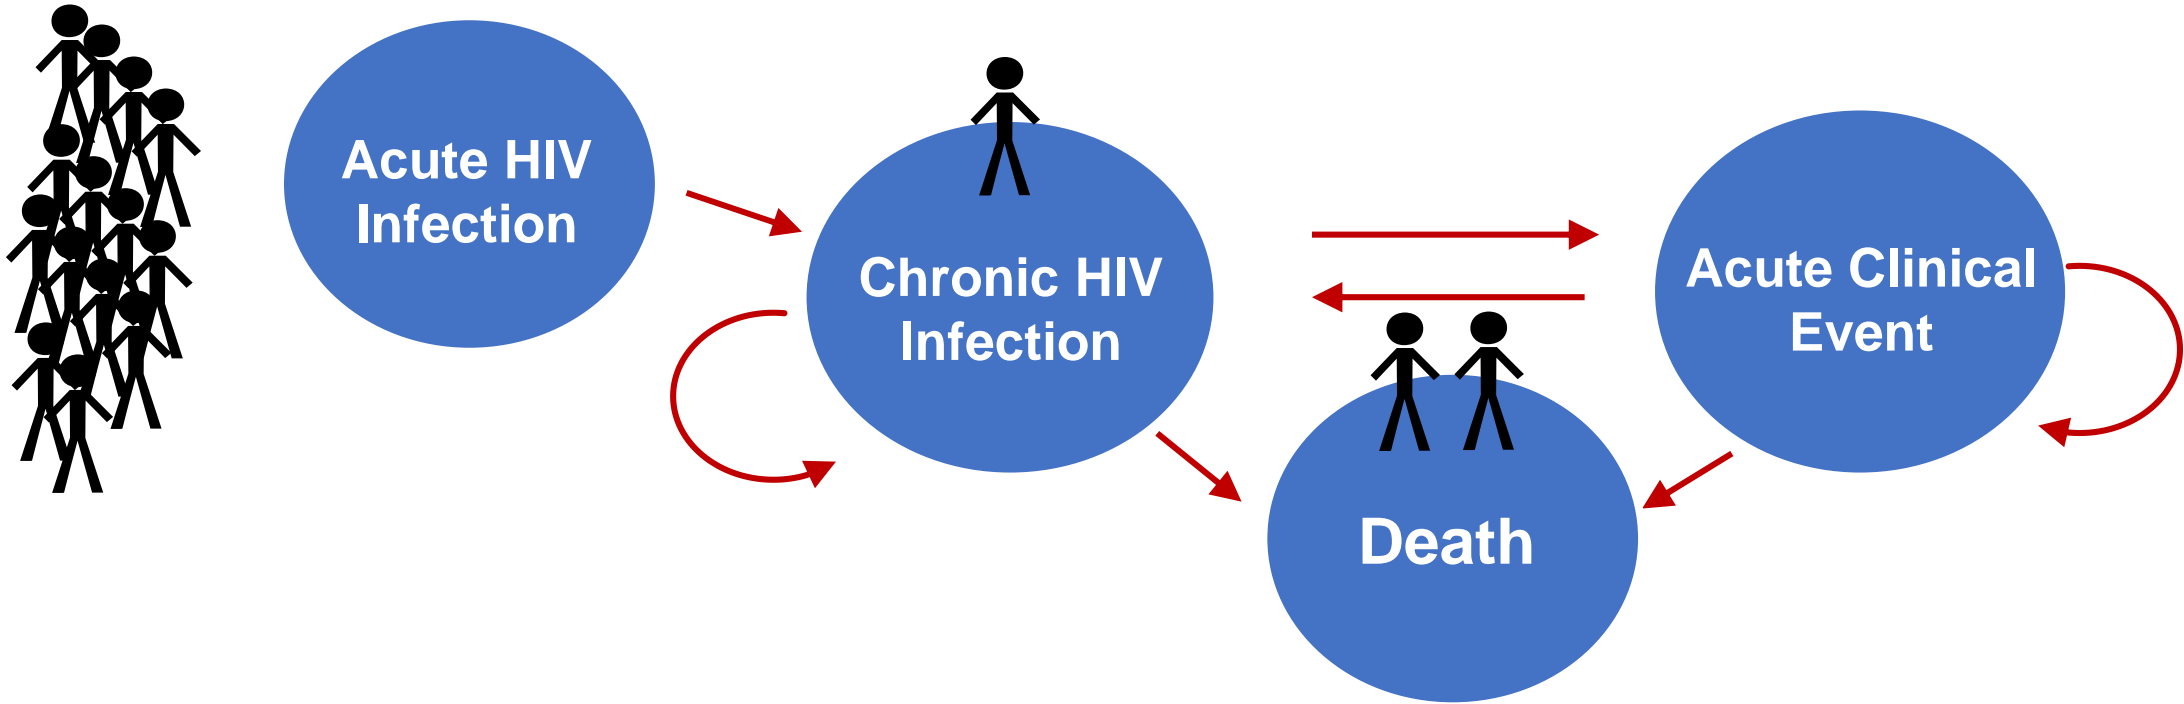 Acute HIV
Infection
Chronic HIV
Infection
Acute Clinical
Event
Death